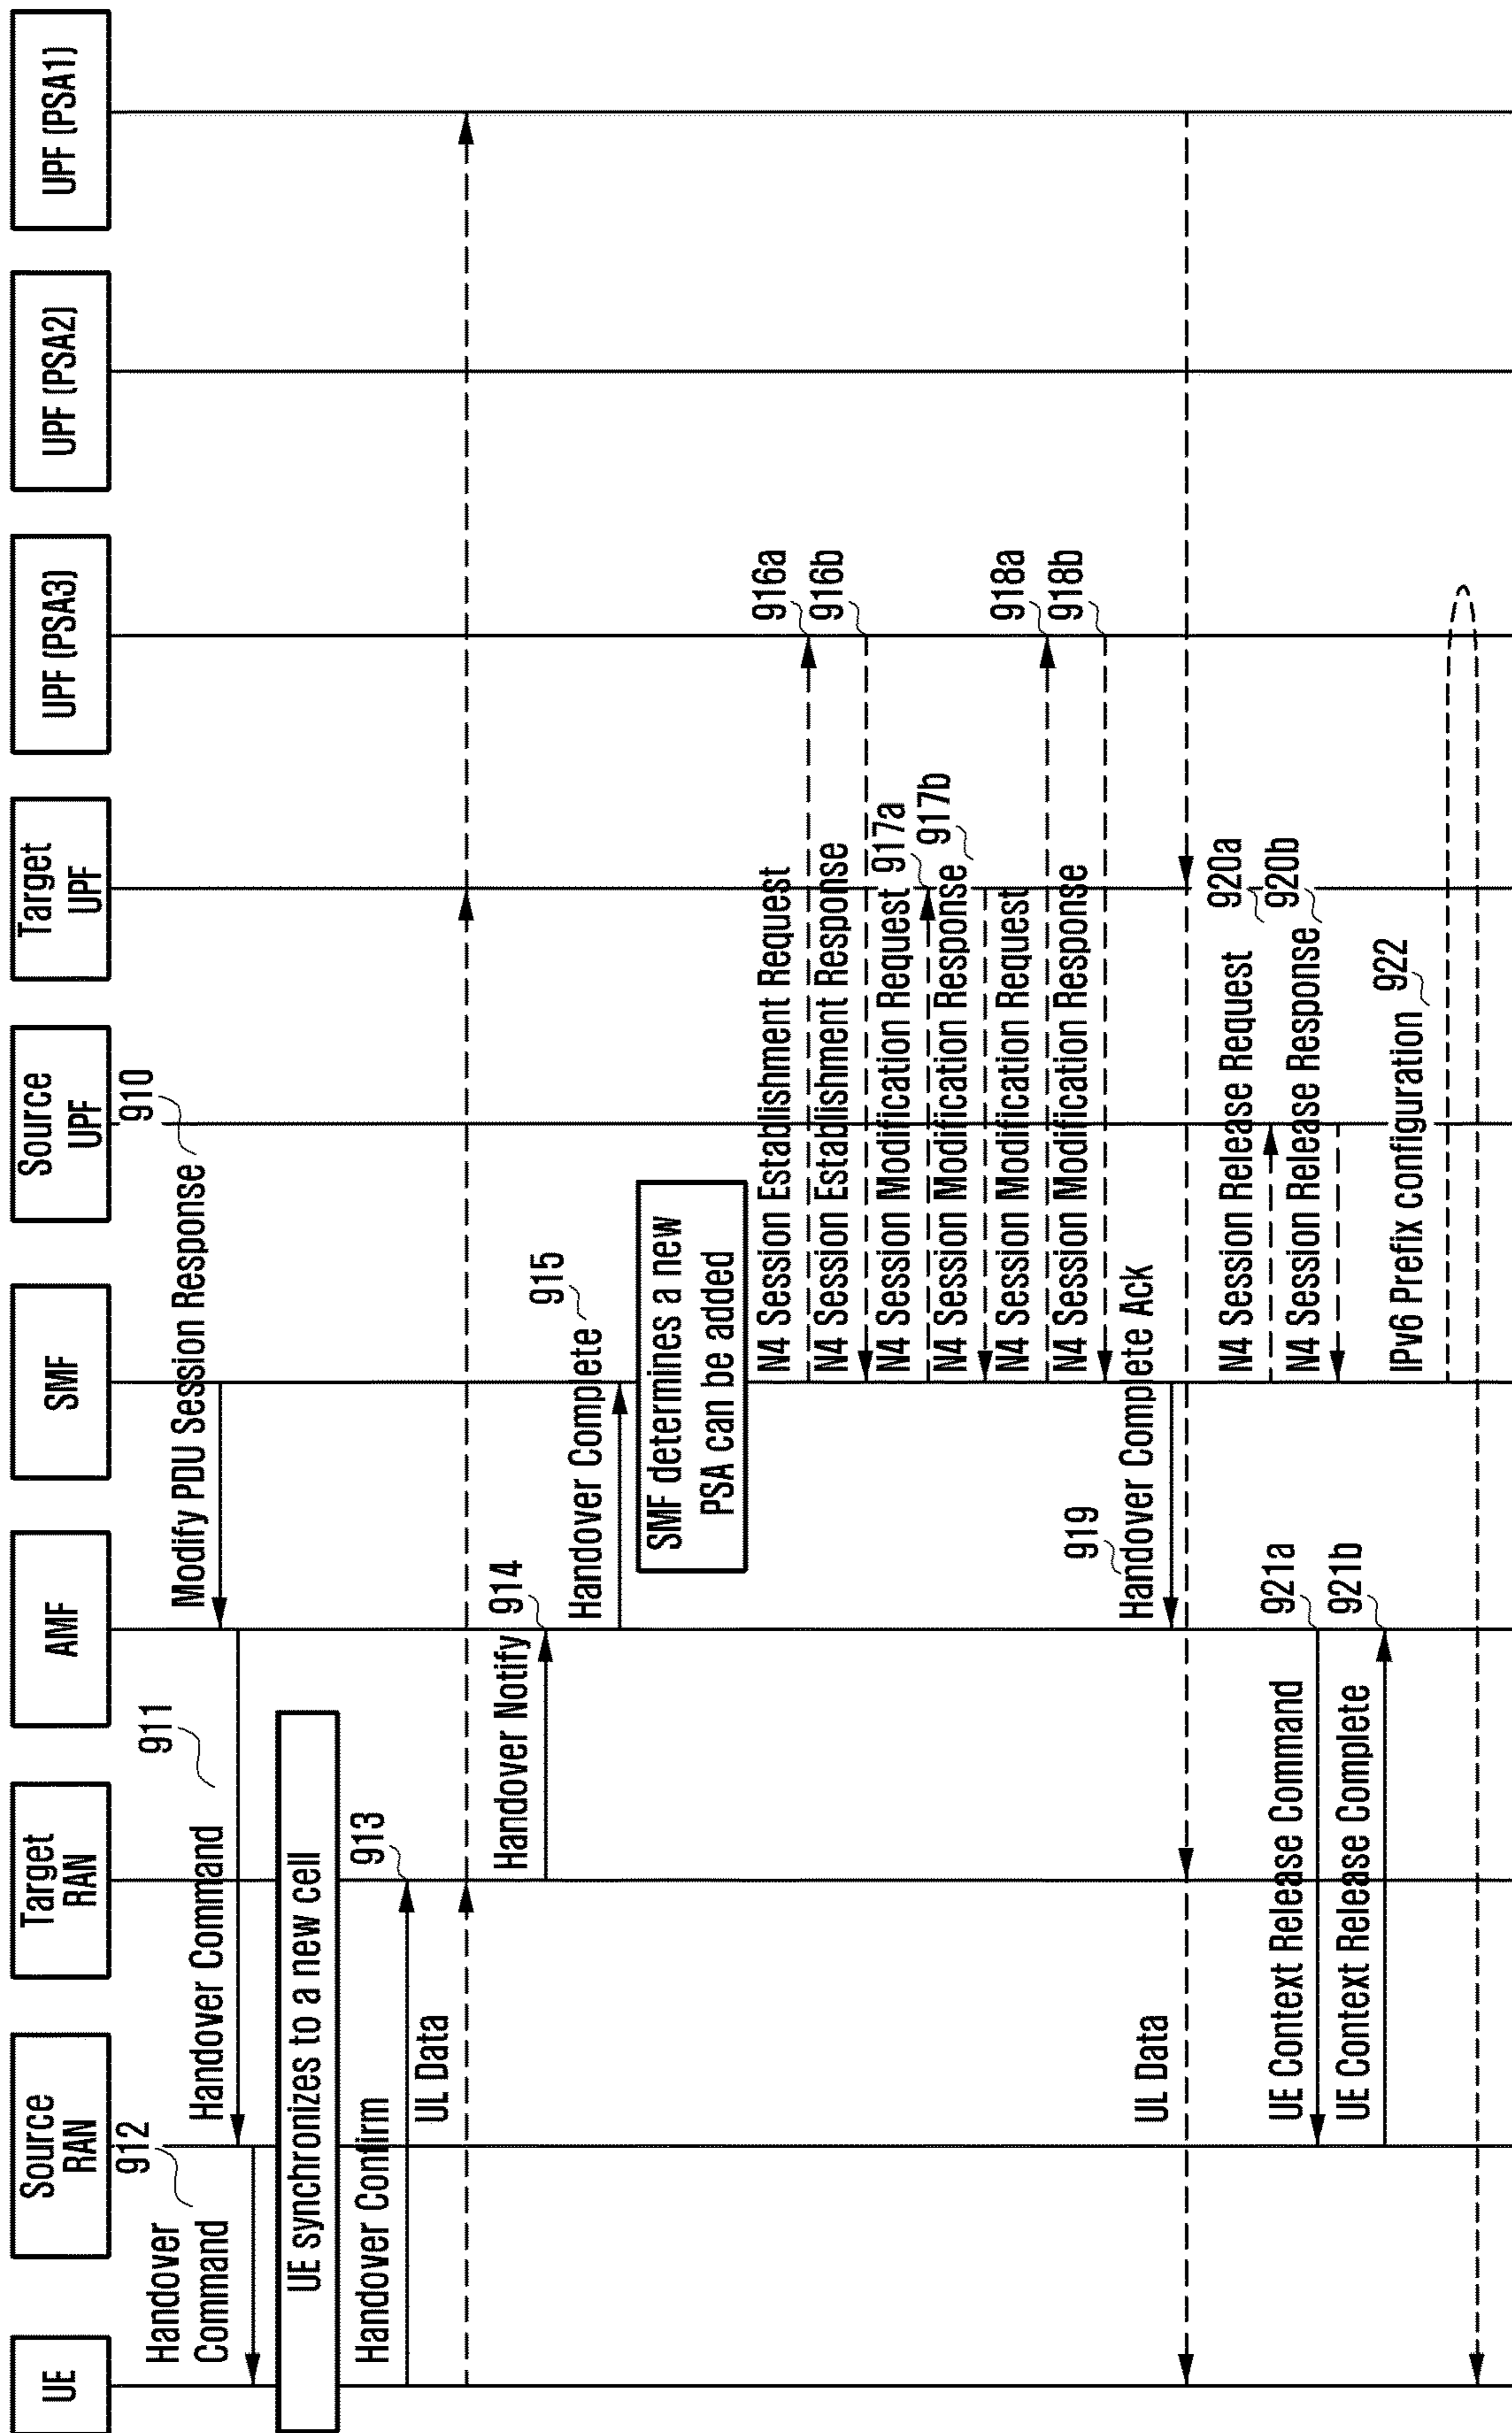 UE
Source
RAN
Target
RAN
AMF
SMF
Source
UPF
Target
UPF
UPF (PSA3)
UPF (PSA2)
UPF (PSA1)
Modify PDU Session Response
910
Handover Command
911
Handover
Command
912
UE synchronizes to a new cell
Handover Confirm
913
UL Data
Handover Notify
914
Handover Complete
915
SMF determines a new
PSA can be added
N4 Session Establishment Request
916a
N4 Session Establishment Response
916b
N4 Session Modification Request
917a
N4 Session Modification Response
917b
N4 Session Modification Request
918a
N4 Session Modification Response
918b
919
Handover Complete Ack
UL Data
N4 Session Release Request
920a
N4 Session Release Response
920b
UE Context Release Command
921a
UE Context Release Complete
921b
IPv6 Prefix configuration
922